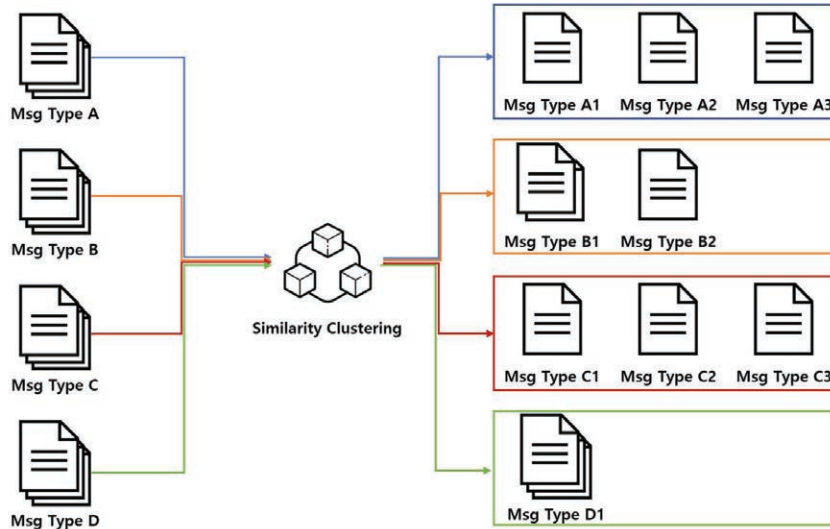 Msg Type A
Msg Type B
Msg Type C
Msg Type D
Similarity Clustering
Msg Type A1
Msg Type A2
Msg Type A3
Msg Type B1
Msg Type B2
Msg Type C1
Msg Type C2
Msg Type C3
Msg Type D1